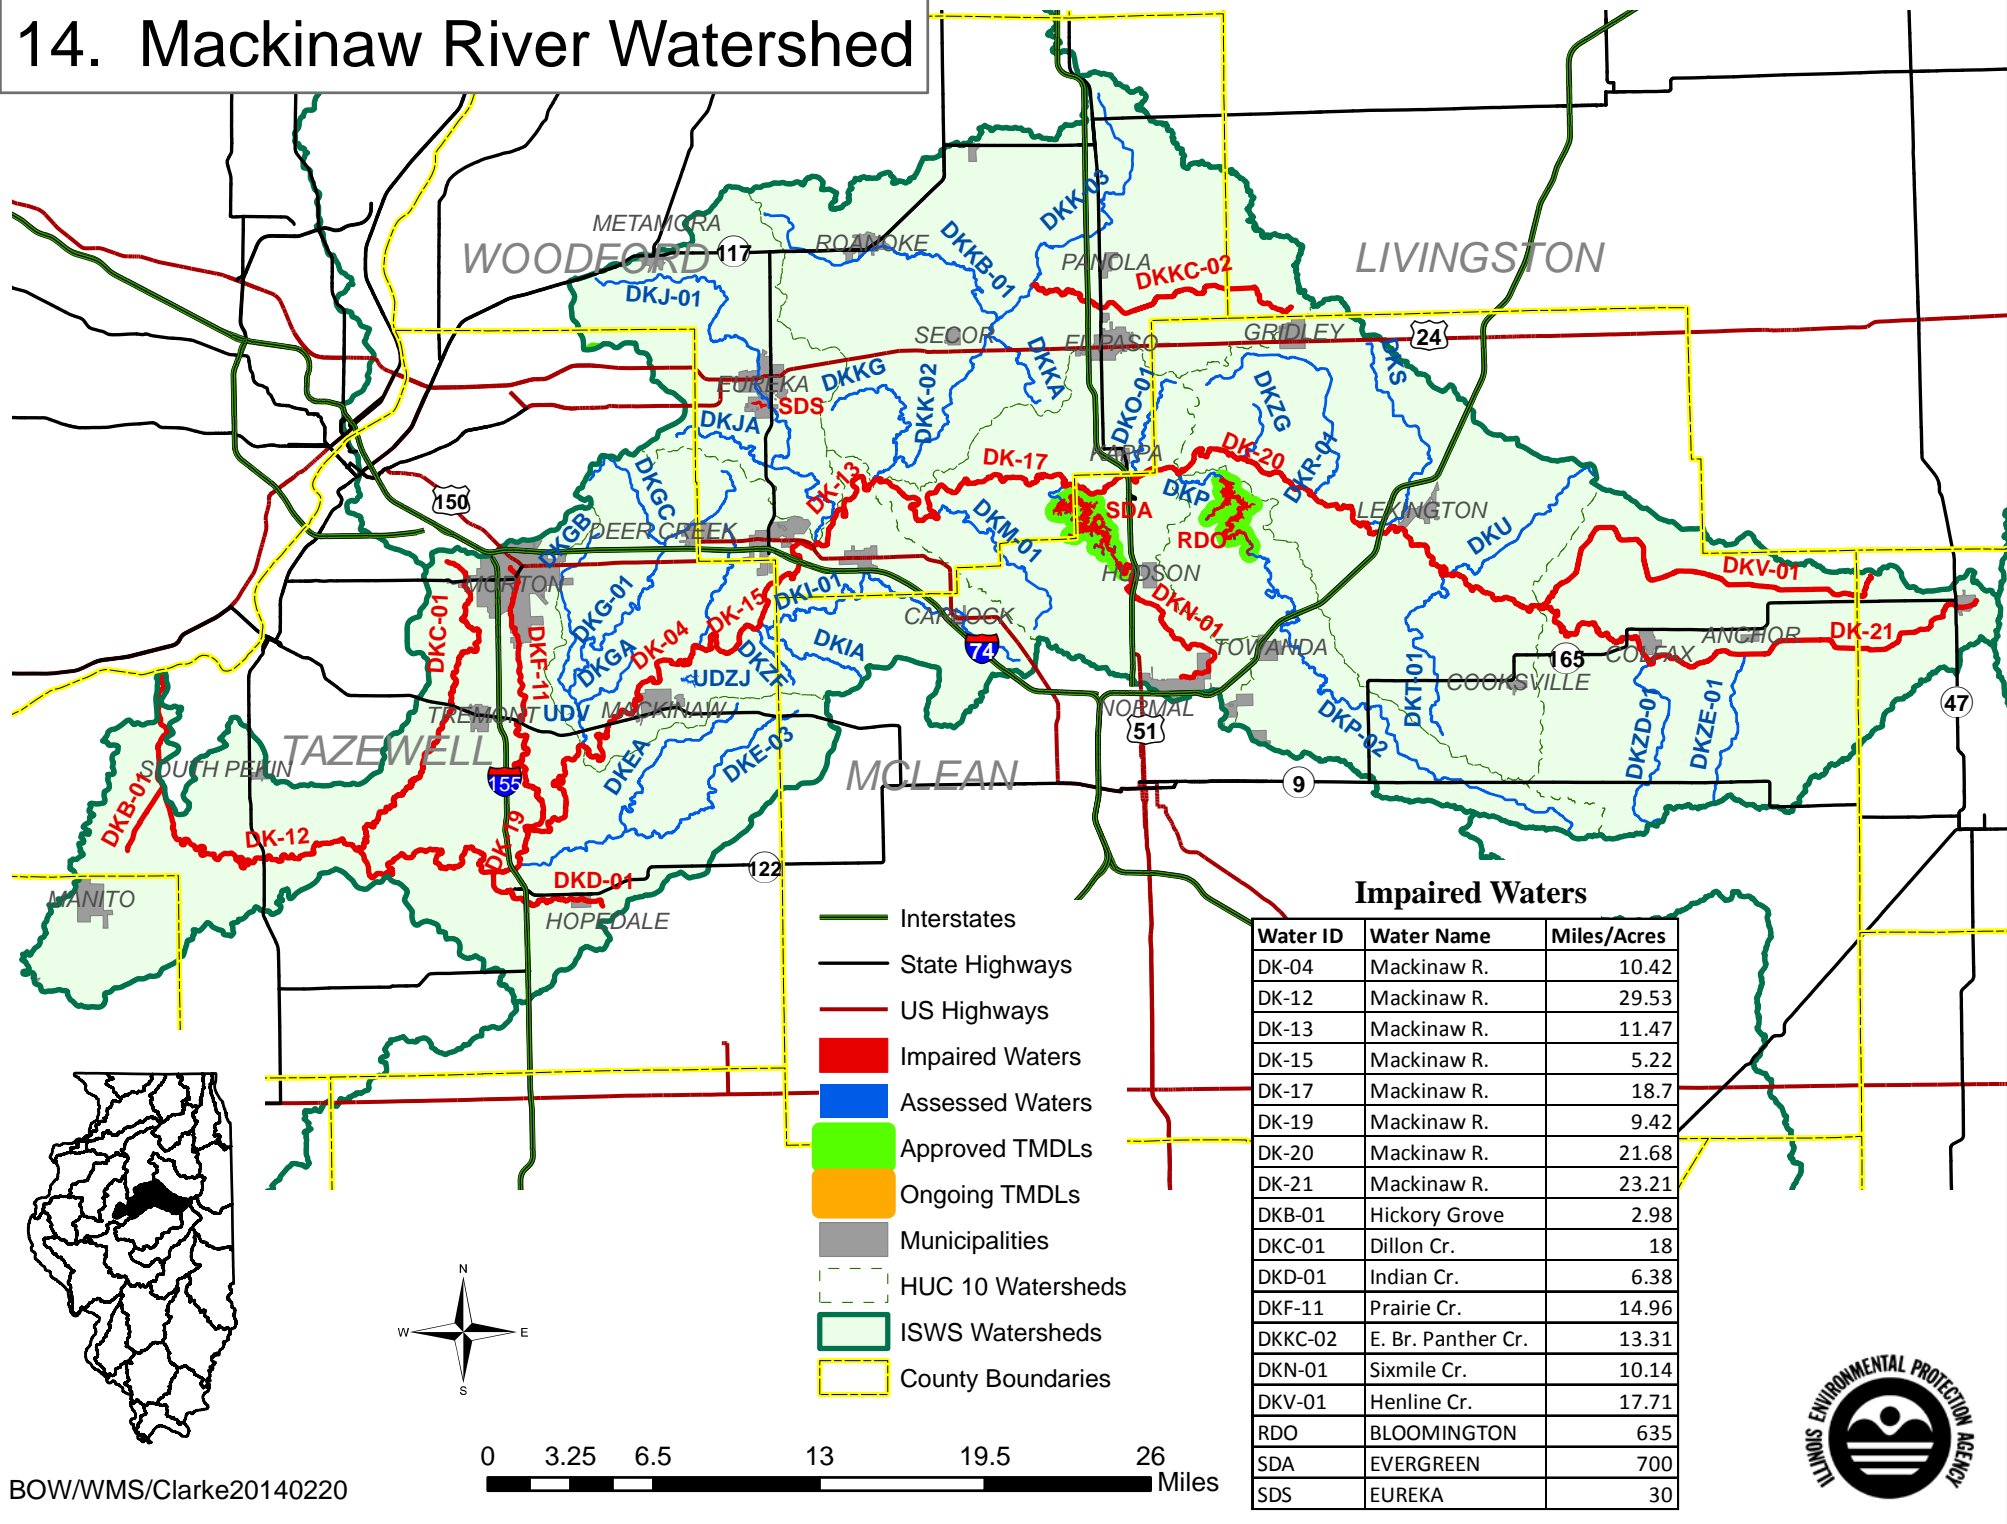 14. Mackinaw River Watershed
METAMORA
WOODFORD
117
ROANOKE
DKKB-01
DKK-03
PANOLA
DKKC-02
LIVINGSTON
DKJ-01
SECOR
EL PASO
GRIDLEY
24
DKS
EUREKA
SDS
DKKG
DKK-02
DKKA
DKO-01
DKZG
DKJA
KAPPA
DK-20
DKR-01
DK-17
DK-13
DKGC
150
DKGB
DEER CREEK
DKM-01
SDA
DKP
RDO
LEXINGTON
DKU
MORTON
HUDSON
DKV-01
DKG-01
DKI-01
DKC-01
DKF-11
DK-15
DK-04
DKGA
CARLOCK
DKN-01
74
TOWANDA
DKIA
DKZF
UDZJ
165
COLFAX
ANCHOR
DK-21
COOKSVILLE
TREMONT
UDV
MACKINAW
NORMAL
51
DKP-02
DKT-01
DKZD-01
DKZE-01
47
TAZEWELL
SOUTH PEKIN
155
DKEA
DKE-03
MCLEAN
9
DKB-01
DK-12
DK-19
122
DKD-01
HOPEDALE
MANITO
Interstates
State Highways
US Highways
Impaired Waters
Assessed Waters
Approved TMDLs
Ongoing TMDLs
Municipalities
HUC 10 Watersheds
ISWS Watersheds
County Boundaries
Impaired Waters
Water ID Water Name Miles/Acres
DK-04 Mackinaw R. 10.42
DK-12 Mackinaw R. 29.53
DK-13 Mackinaw R. 11.47
DK-15 Mackinaw R. 5.22
DK-17 Mackinaw R. 18.7
DK-19 Mackinaw R. 9.42
DK-20 Mackinaw R. 21.68
DK-21 Mackinaw R. 23.21
DKB-01 Hickory Grove 2.98
DKC-01 Dillon Cr. 18
DKD-01 Indian Cr. 6.38
DKF-11 Prairie Cr. 14.96
DKKC-02 E. Br. Panther Cr. 13.31
DKN-01 Sixmile Cr. 10.14
DKV-01 Henline Cr. 17.71
RDO BLOOMINGTON 635
SDA EVERGREEN 700
SDS EUREKA 30
N
W E
S
0 3.25 6.5 13 19.5 26
Miles
BOW/WMS/Clarke20140220
ILLINOIS ENVIRONMENTAL PROTECTION AGENCY